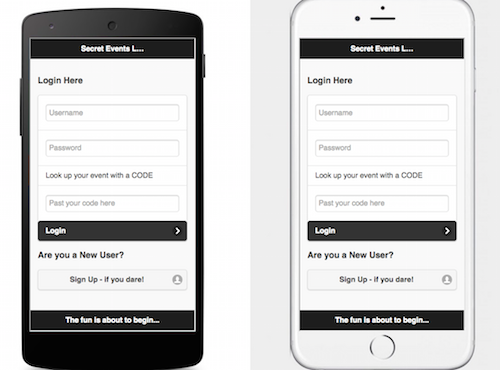 Secret Events L...
Login Here
Username
Password
Look up your event with a CODE
Past your code here
Login
Are you a New User?
Sign Up - if you dare!
The fun is about to begin...
Secret Events L...
Login Here
Username
Password
Look up your event with a CODE
Past your code here
Login
Are you a New User?
Sign Up - if you dare!
The fun is about to begin...